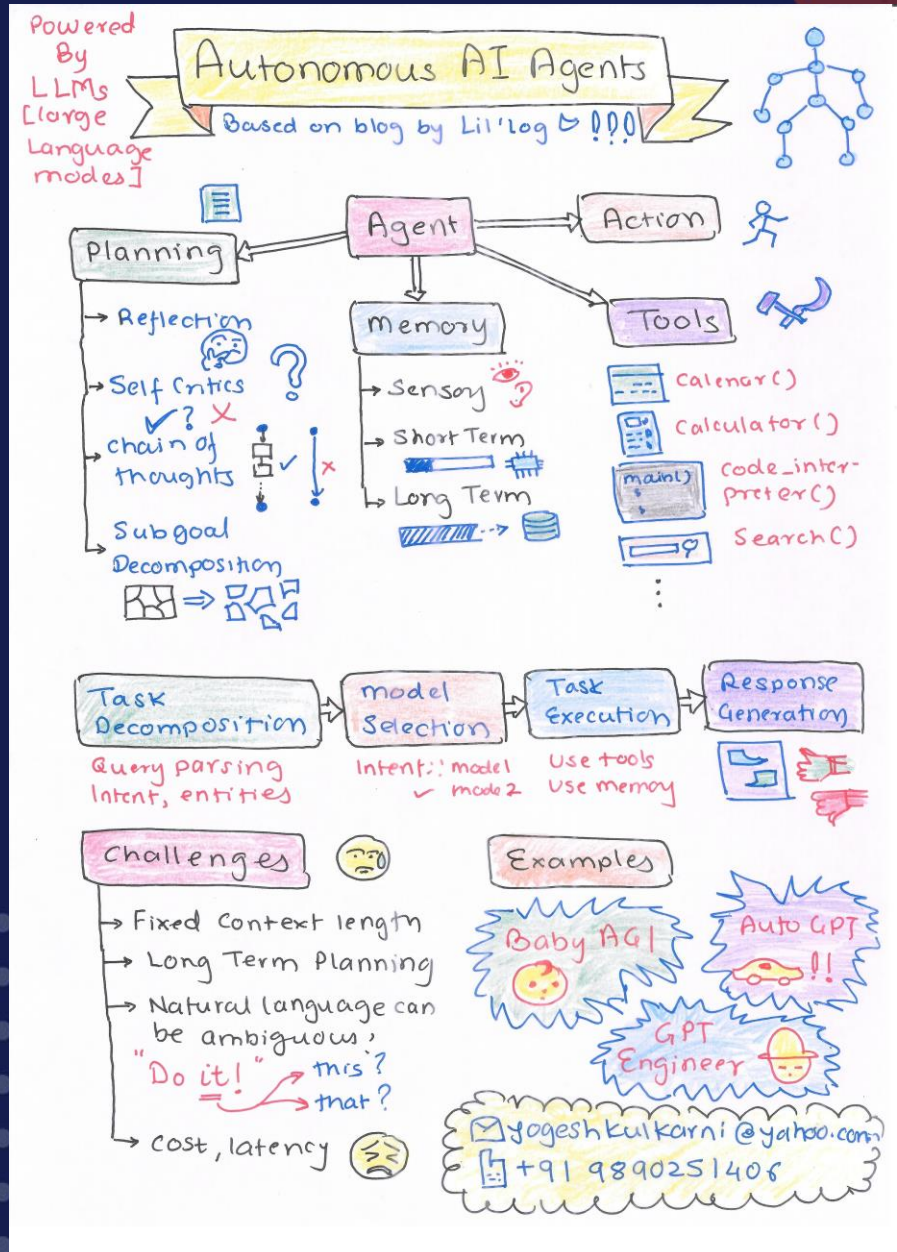 Powered
By
LLMs
[large
Language
modes]
Autonomous AI Agents
Based on blog by Lil'log !!!
Agent
Action
Planning
Reflection
Self Critics
? 
✓ ? X
chain of
thoughts
✓ x
Subgoal
Decomposition
memory
Sensory
Short Term
Long Term
Tools
Calenar()
Calculator()
main()
code_inter-
preter()
Search()
Task
Decomposition
Query parsing
Intent, entities
model
Selection
Intent:: model1
✓ mode2
Task
Execution
Use tools
Use memory
Response
Generation
Challenges
Fixed Context length
Long Term Planning
Natural language can
be ambiguous,
"Do it!" this?
that?
cost, latency
Examples
Baby AGI
Auto GPT
!!
GPT
Engineer
yogeshkulkarni@yahoo.com
+91 9890251406